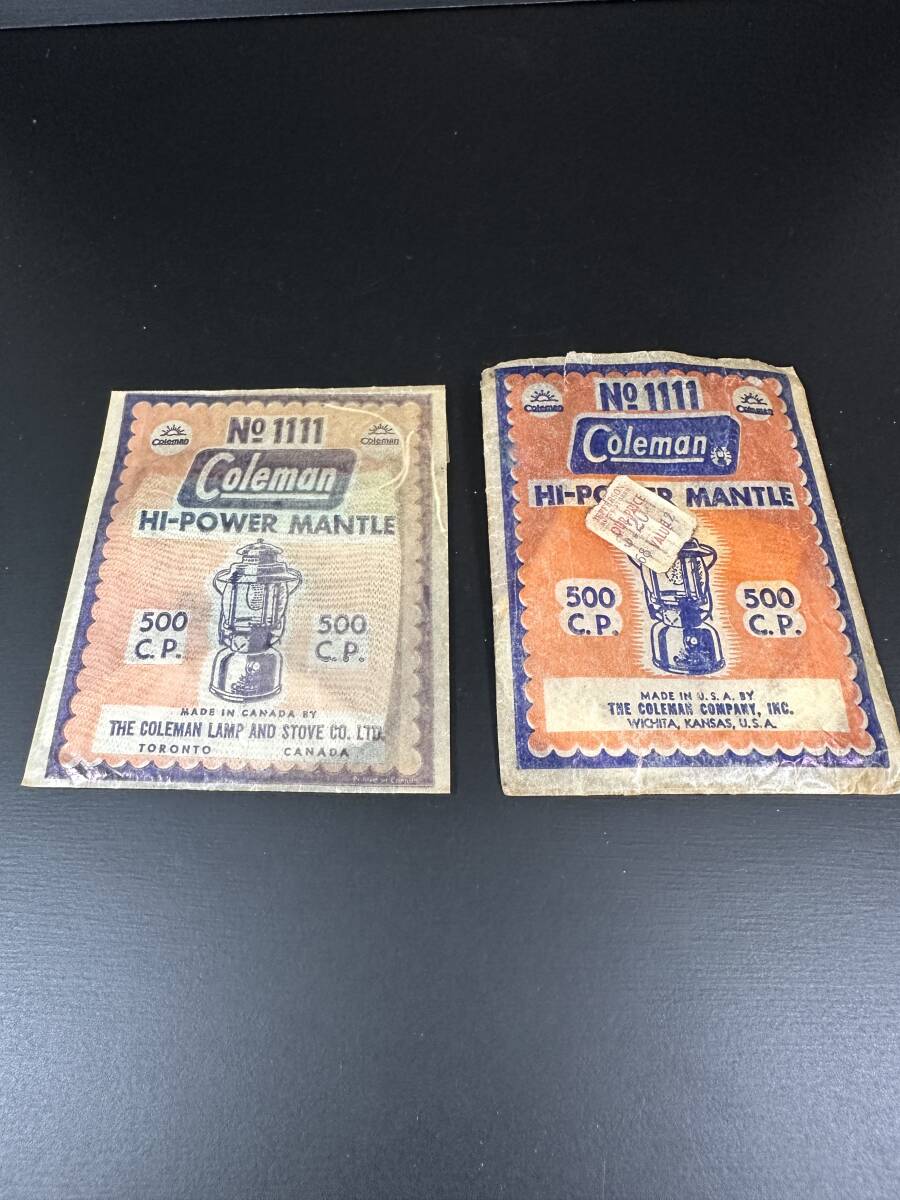 Nº 1111
Coleman
Coleman
Coleman
HI-POWER MANTLE
500 C.P.
500 C.P.
MADE IN CANADA BY
THE COLEMAN LAMP AND STOVE CO. LTD.
TORONTO CANADA
Nº 1111
Coleman
Coleman
Coleman
HI-POWER MANTLE
VALUE 2
500 C.P.
500 C.P.
MADE IN U.S.A. BY
THE COLEMAN COMPANY, INC.
WICHITA, KANSAS, U.S.A.